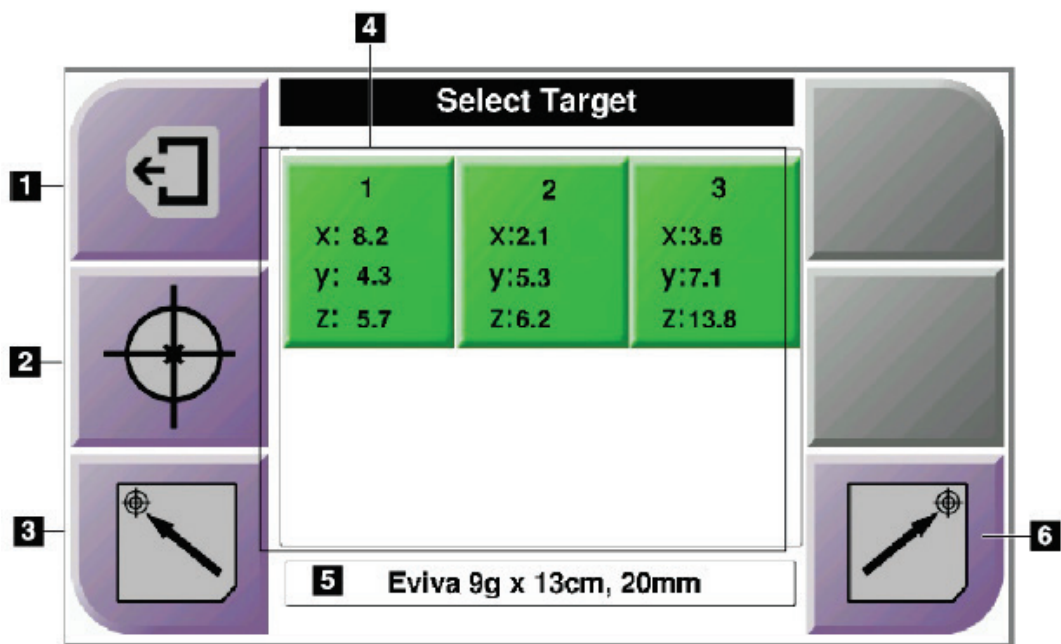 4
Select Target
1
2
3
1
x: 8.2
y: 4.3
z: 5.7
2
x:2.1
y:5.3
z:6.2
3
x:3.6
y:7.1
z:13.8
6
5 Eviva 9g x 13cm, 20mm